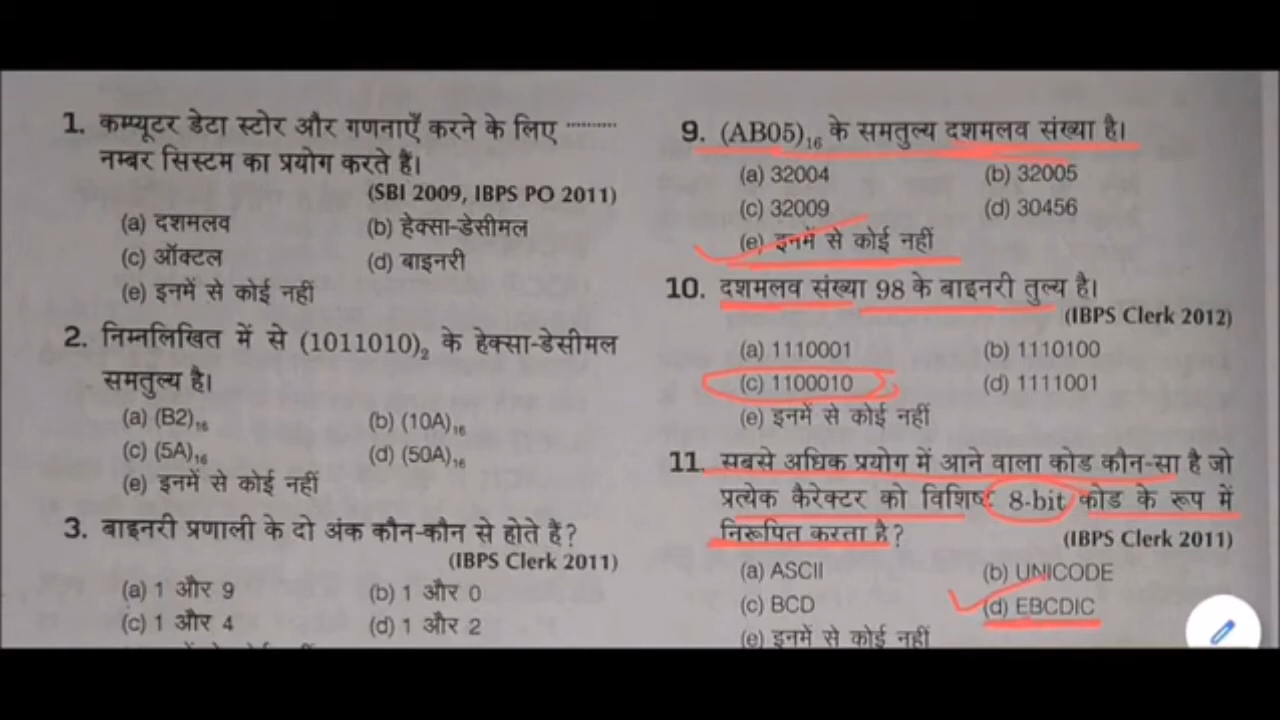 1. कम्प्यूटर डेटा स्टोर और गणनाएँ करने के लिए ..........
नम्बर सिस्टम का प्रयोग करते हैं।
(SBI 2009, IBPS PO 2011)
(a) दशमलव (b) हेक्सा-डेसीमल
(c) ऑक्टल (d) बाइनरी
(e) इनमें से कोई नहीं
2. निम्नलिखित में से (1011010)₂ के हेक्सा-डेसीमल
समतुल्य है।
(a) (B2)₁₆ (b) (10A)₁₆
(c) (5A)₁₆ (d) (50A)₁₆
(e) इनमें से कोई नहीं
3. बाइनरी प्रणाली के दो अंक कौन-कौन से होते हैं?
(IBPS Clerk 2011)
(a) 1 और 9 (b) 1 और 0
(c) 1 और 4 (d) 1 और 2
9. (AB05)₁₆ के समतुल्य दशमलव संख्या है।
(a) 32004 (b) 32005
(c) 32009 (d) 30456
(e) इनमें से कोई नहीं
10. दशमलव संख्या 98 के बाइनरी तुल्य है।
(IBPS Clerk 2012)
(a) 1110001 (b) 1110100
(c) 1100010 (d) 1111001
(e) इनमें से कोई नहीं
11. सबसे अधिक प्रयोग में आने वाला कोड कौन-सा है जो
प्रत्येक कैरेक्टर को विशिष्ट 8-bit कोड के रूप में
निरूपित करता है?
(IBPS Clerk 2011)
(a) ASCII (b) UNICODE
(c) BCD (d) EBCDIC
(e) इनमें से कोई नहीं